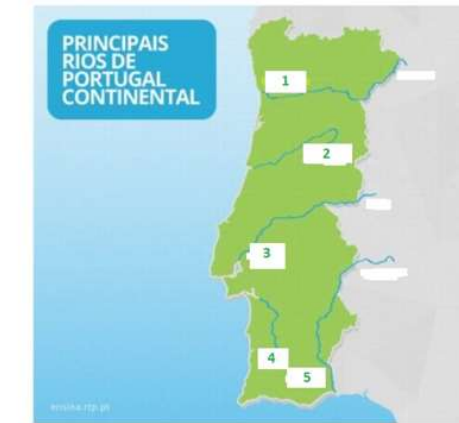 PRINCIPAIS
RIOS DE
PORTUGAL
CONTINENTAL
1
2
3
4
5
ensina.rtp.pt